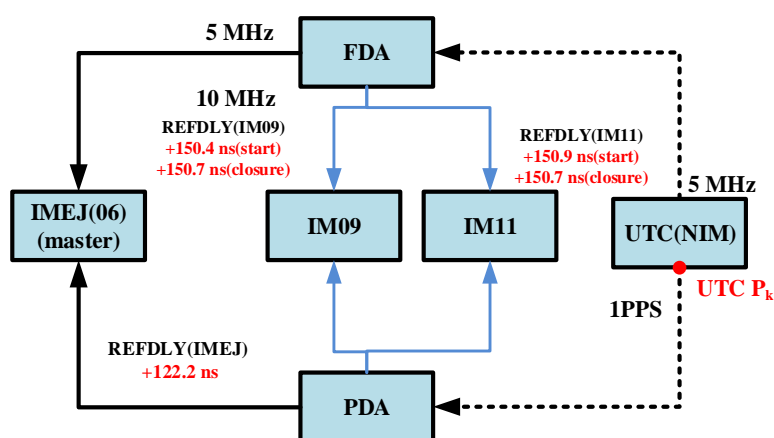 5 MHz
FDA
10 MHz
REFDLY(IM09)
+150.4 ns(start)
+150.7 ns(closure)
REFDLY(IM11)
+150.9 ns(start)
+150.7 ns(closure)
5 MHz
IMEJ(06)
(master)
IM09
IM11
UTC(NIM)
UTC Pk
1PPS
REFDLY(IMEJ)
+122.2 ns
PDA